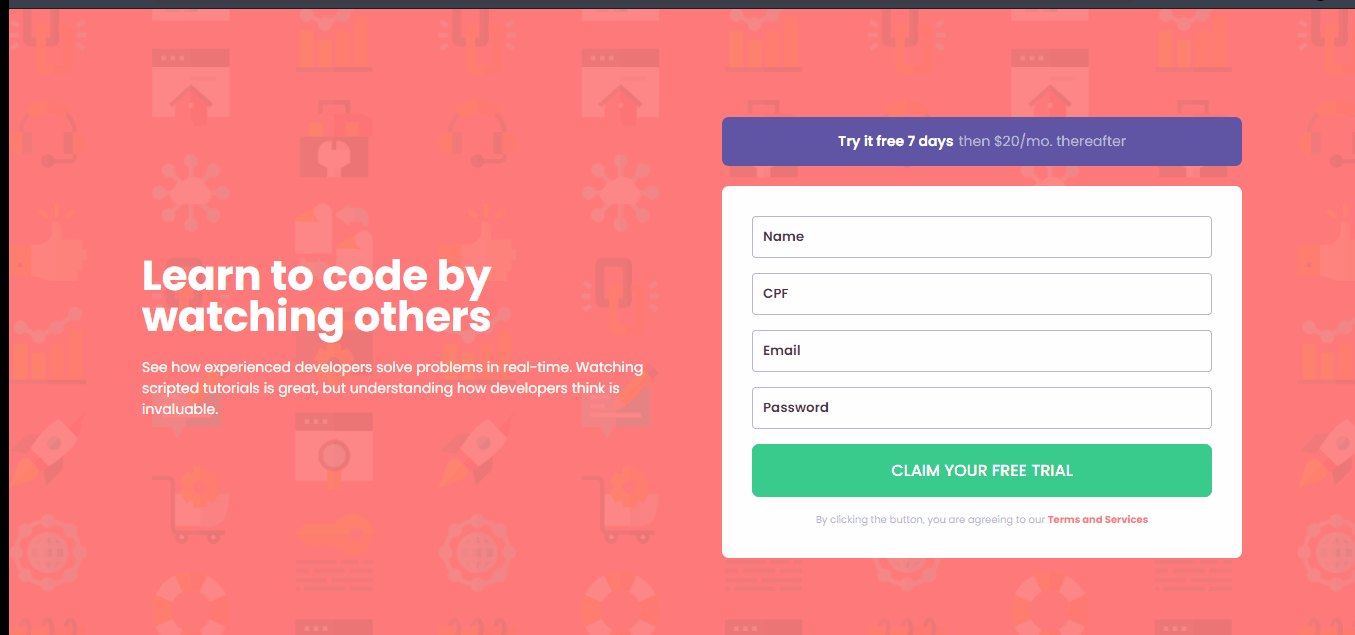 Learn to code by
watching others
See how experienced developers solve problems in real-time. Watching
scripted tutorials is great, but understanding how developers think is
invaluable.
Try it free 7 days then $20/mo. thereafter
Name
CPF
Email
Password
CLAIM YOUR FREE TRIAL
By clicking the button, you are agreeing to our Terms and Services